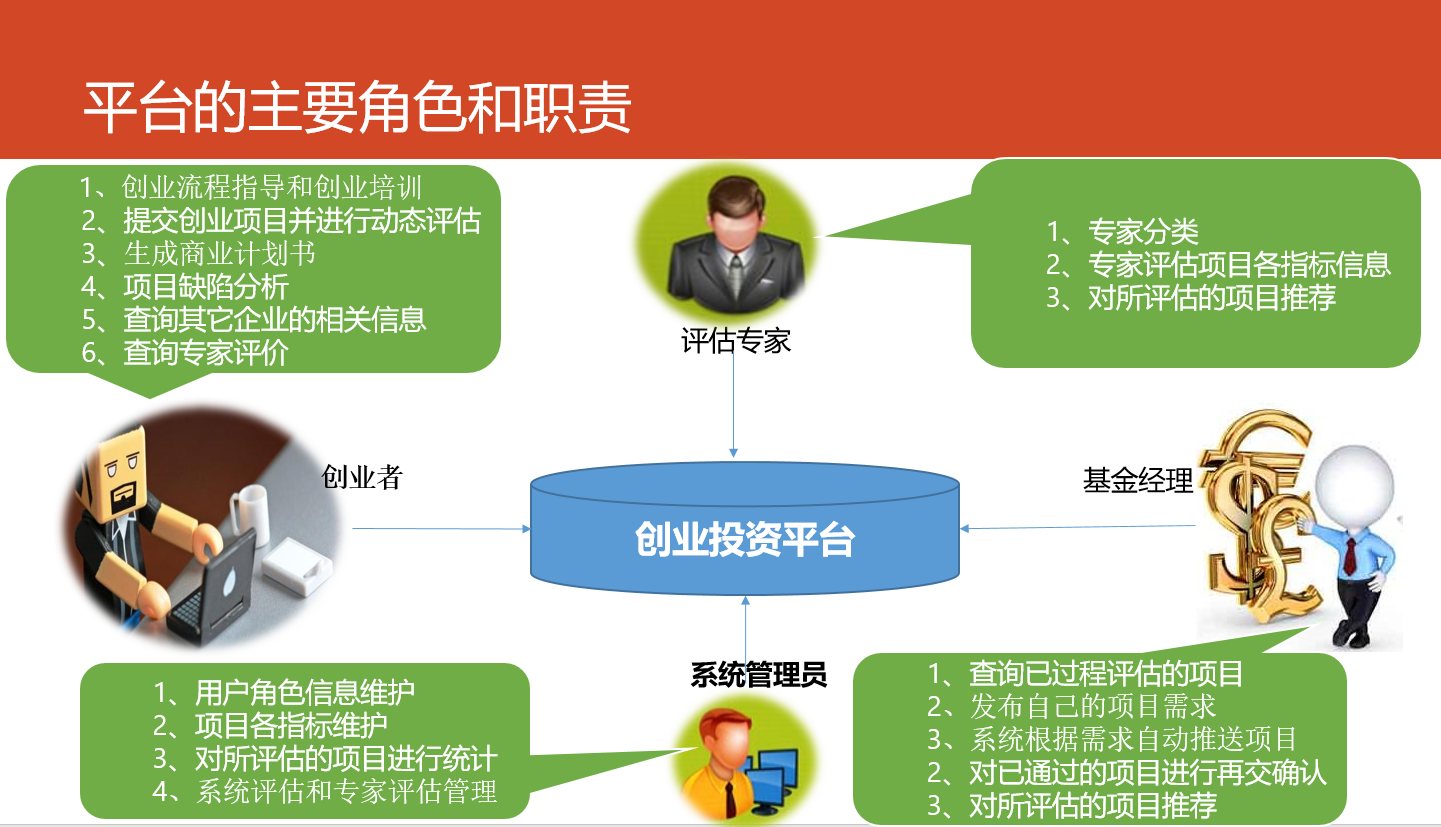 平台的主要角色和职责
1、创业流程指导和创业培训
2、提交创业项目并进行动态评估
3、生成商业计划书
4、项目缺陷分析
5、查询其它企业的相关信息
6、查询专家评价
1、专家分类
2、专家评估项目各指标信息
3、对所评估的项目推荐
评估专家
创业者
基金经理
创业投资平台
系统管理员
1、用户角色信息维护
2、项目各指标维护
3、对所评估的项目进行统计
4、系统评估和专家评估管理
1、查询已过程评估的项目
2、发布自己的项目需求
3、系统根据需求自动推送项目
2、对已通过的项目进行再交确认
3、对所评估的项目推荐